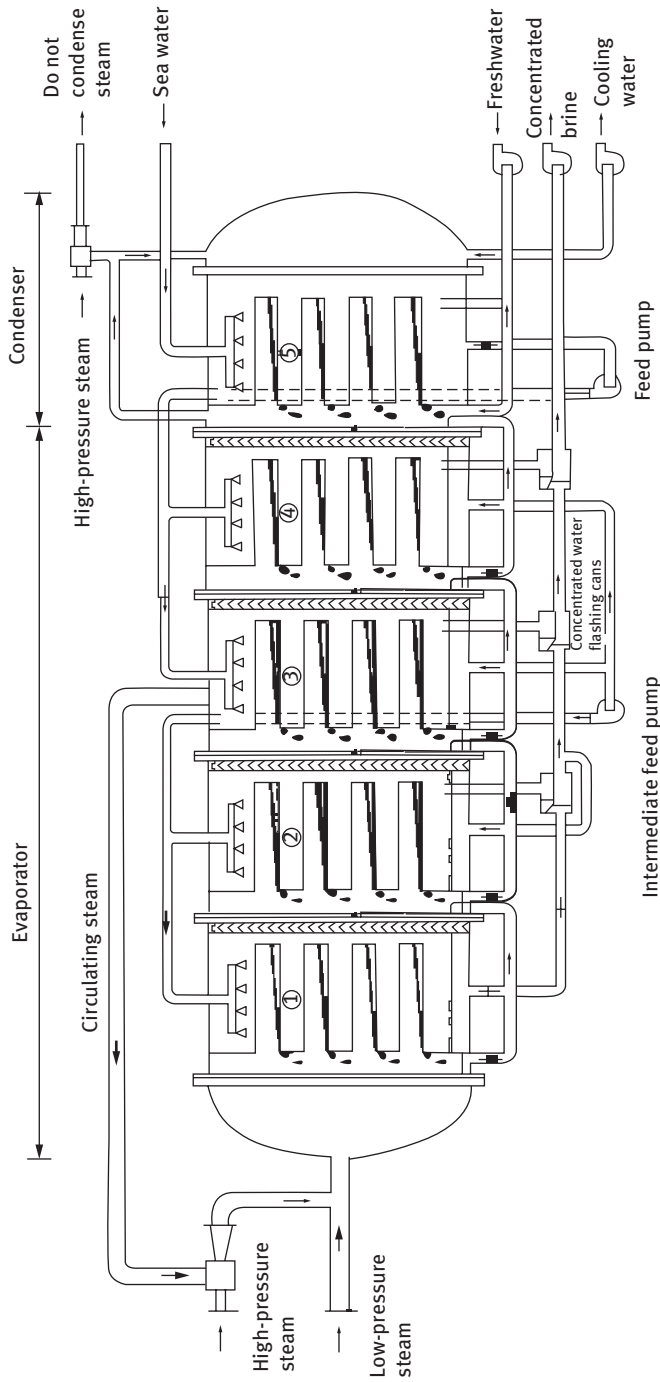 Evaporator
Condenser
High-pressure steam
Do not
condense
steam
Sea water
Circulating steam
High-pressure
steam
Low-pressure
steam
①
②
③
④
⑤
Freshwater
Concentrated
brine
Cooling
water
Concentrated water
flashing cans
Intermediate feed pump
Feed pump